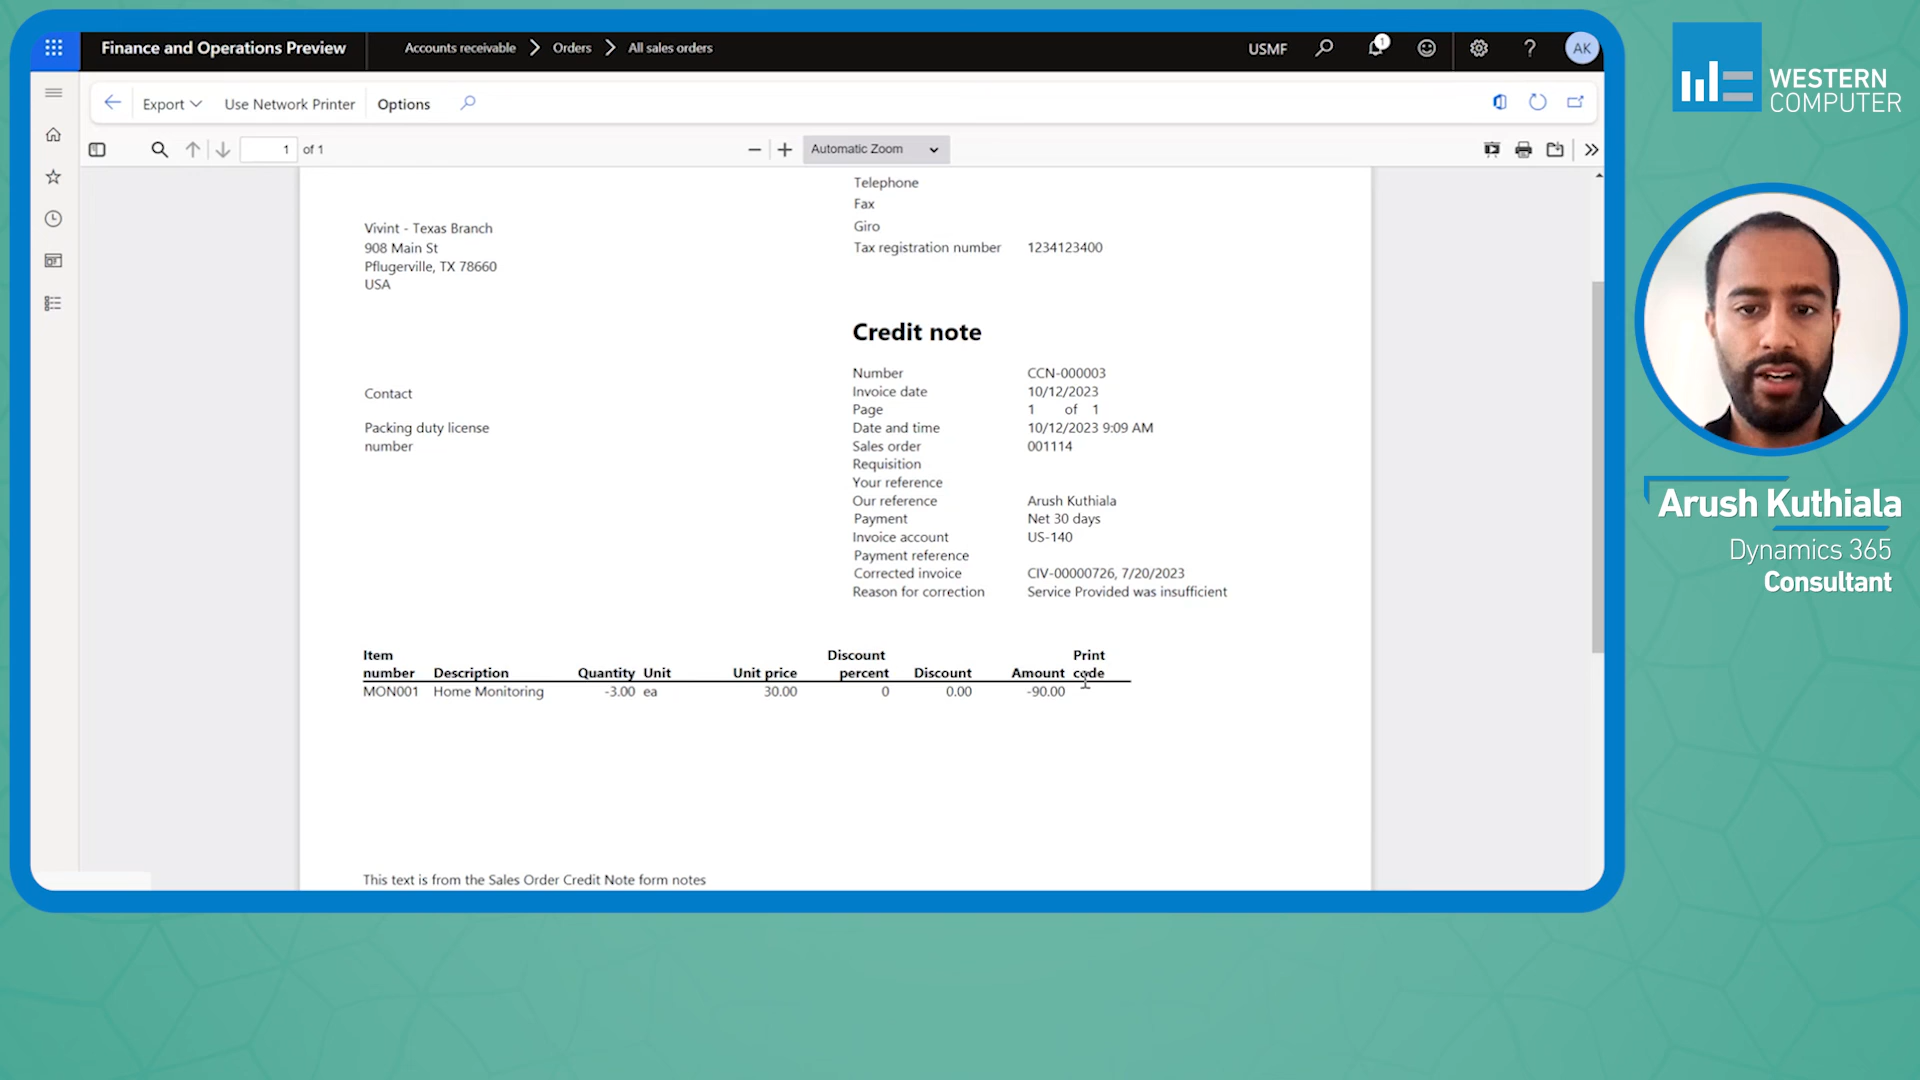 Finance and Operations Preview
Accounts receivable
Orders
All sales orders
USMF
1
?
AK
Export
Use Network Printer
Options
1 of 1
Automatic Zoom
Telephone
Fax
Giro
Tax registration number 1234123400
Vivint - Texas Branch
908 Main St
Pflugerville, TX 78660
USA
Credit note
Contact
Packing duty license
number
Number CCN-000003
Invoice date 10/12/2023
Page 1 of 1
Date and time 10/12/2023 9:09 AM
Sales order 001114
Requisition
Your reference
Our reference Arush Kuthiala
Payment Net 30 days
Invoice account US-140
Payment reference
Corrected invoice CIV-00000726, 7/20/2023
Reason for correction Service Provided was insufficient
Item Discount Print
number Description Quantity Unit Unit price percent Discount Amount code
MON001 Home Monitoring -3.00 ea 30.00 0 0.00 -90.00
This text is from the Sales Order Credit Note form notes
WESTERN
COMPUTER
Arush Kuthiala
Dynamics 365
Consultant